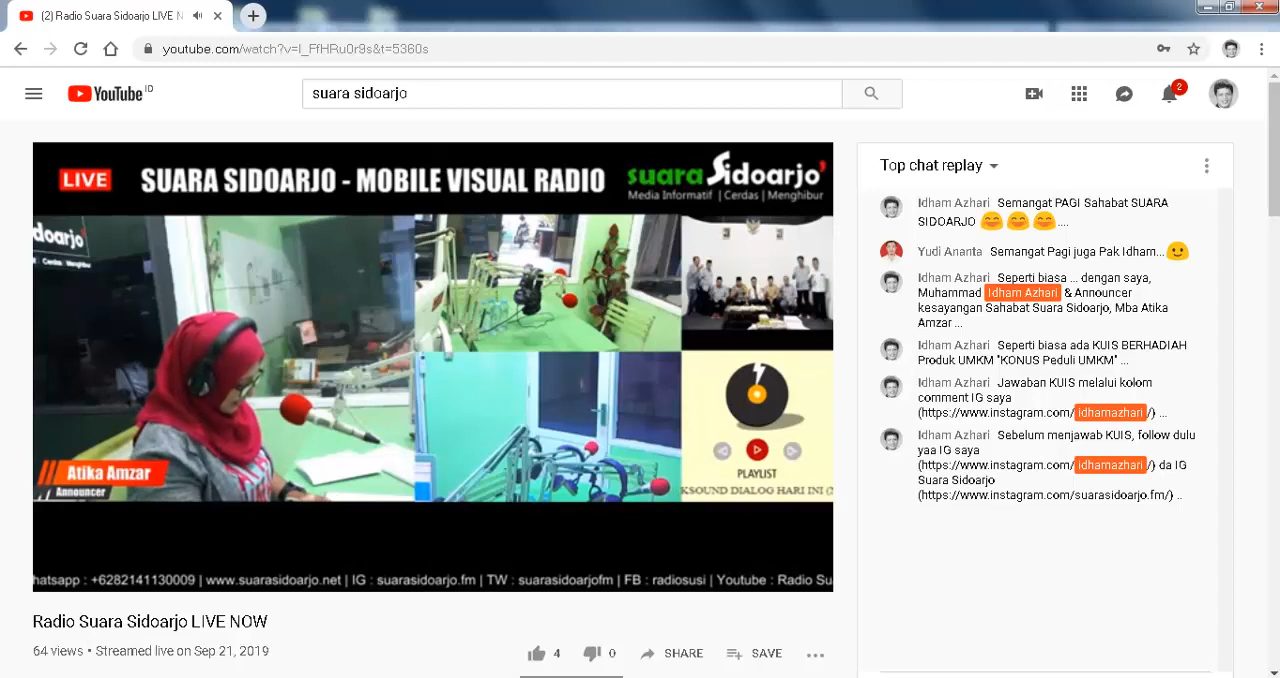 (2) Radio Suara Sidoarjo LIVE N
youtube.com/watch?v=l_FfHRu0r9s&t=5360s
YouTube ID
suara sidoarjo
2
LIVE
SUARA SIDOARJO - MOBILE VISUAL RADIO
suara Sidoarjo'
Media Informatif | Cerdas | Menghibur
doarjo'
Cerdas | Menghibur
Atika Amzar
Announcer
PLAYLIST
KSOUND DIALOG HARI INI (
hatsapp : +6282141130009 | www.suarasidoarjo.net | IG : suarasidoarjo.fm | TW : suarasidoarjofm | FB : radiosusi | Youtube : Radio Su
Radio Suara Sidoarjo LIVE NOW
64 views • Streamed live on Sep 21, 2019
4
0
SHARE
SAVE
Top chat replay
Idham Azhari Semangat PAGI Sahabat SUARA
SIDOARJO 😊 😊 😊 ....
Yudi Ananta Semangat Pagi juga Pak Idham... 🙂
Idham Azhari Seperti biasa ... dengan saya,
Muhammad Idham Azhari & Announcer
kesayangan Sahabat Suara Sidoarjo, Mba Atika
Amzar ...
Idham Azhari Seperti biasa ada KUIS BERHADIAH
Produk UMKM "KONUS Peduli UMKM" ...
Idham Azhari Jawaban KUIS melalui kolom
comment IG saya
(https://www.instagram.com/idhamazhari/} ...
Idham Azhari Sebelum menjawab KUIS, follow dulu
yaa IG saya
(https://www.instagram.com/idhamazhari/} da IG
Suara Sidoarjo
(https://www.instagram.com/suarasidoarjo.fm/} ..